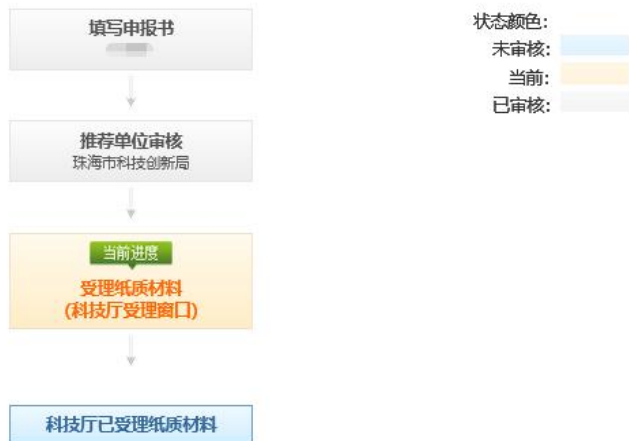 填写申报书
推荐单位审核
珠海市科技创新局
当前进度
受理纸质材料
(科技厅受理窗口)
科技厅已受理纸质材料
状态颜色：
未审核：
当前：
已审核：